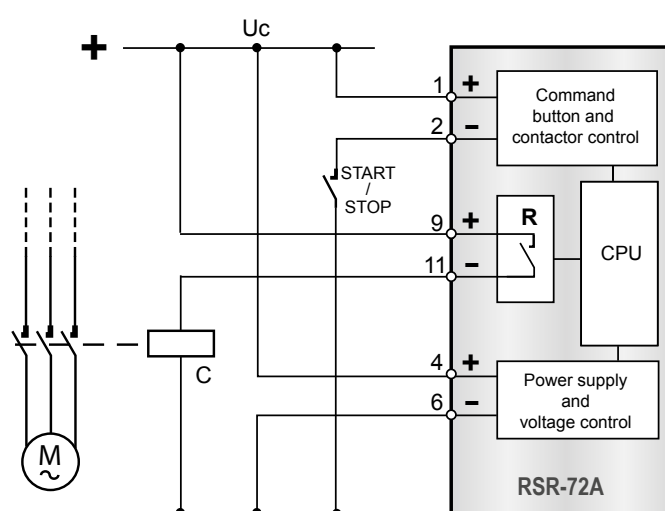 Uc
+
1
+
Command
button and
contactor control
2
−
START
/
STOP
9
+
R
CPU
11
−
C
4
+
Power supply
and
voltage control
6
−
M
~
RSR-72A